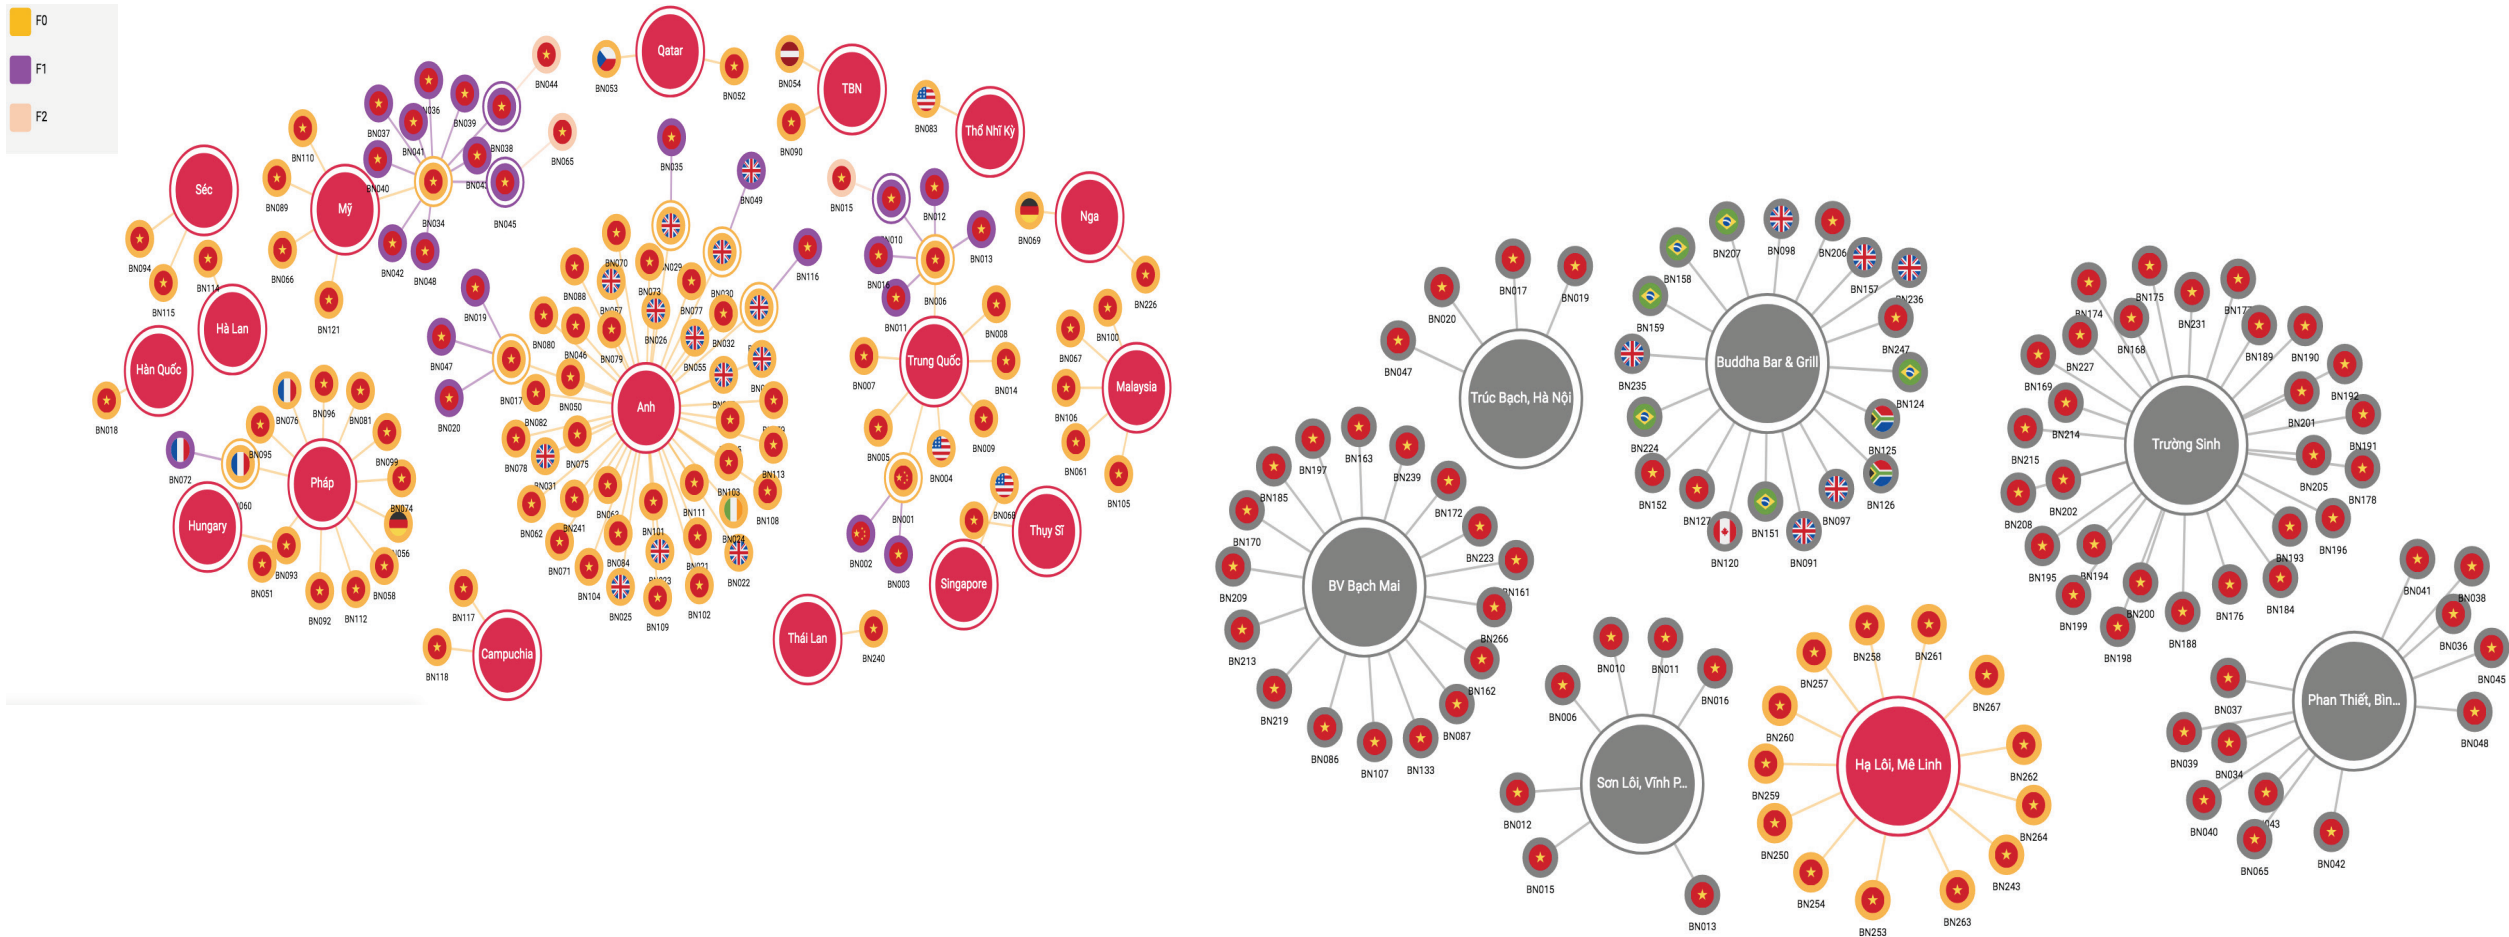 F0
F1
F2
Qatar
BN053
BN052
TBN
BN054
BN090
Thổ Nhĩ Kỳ
BN083
BN044
BN037
BN039
BN041
BN038
BN065
BN040
BN034
BN045
BN042
BN048
BN110
BN089
BN066
BN121
Mỹ
Séc
BN094
BN115
BN114
Hà Lan
Hàn Quốc
BN018
BN035
BN049
BN116
BN070
BN088
BN073
BN077
BN080
BN046
BN079
BN026
BN032
BN055
BN019
BN047
BN020
BN017
BN082
BN050
Anh
BN078
BN031
BN075
BN062
BN241
BN071
BN104
BN084
BN025
BN109
BN101
BN102
BN111
BN103
BN113
BN108
BN022
BN015
BN012
BN013
BN016
BN011
BN006
BN008
BN007
Trung Quốc
BN014
BN005
BN004
BN009
BN001
BN002
BN003
Nga
BN069
BN226
BN100
BN067
Malaysia
BN106
BN061
BN105
BN068
Thụy Sĩ
Singapore
Thái Lan
BN240
BN076
BN096
BN081
BN095
BN099
BN072
Pháp
BN074
Hungary
BN051
BN093
BN092
BN112
BN058
BN117
BN118
Campuchia
BN020
BN017
BN019
BN047
Trúc Bạch, Hà Nội
BN207
BN098
BN206
BN158
BN157
BN159
BN247
BN235
Buddha Bar & Grill
BN124
BN224
BN125
BN152
BN127
BN120
BN151
BN091
BN097
BN126
BN174
BN175
BN231
BN168
BN189
BN190
BN169
BN227
BN192
BN201
BN191
BN214
BN215
Trường Sinh
BN205
BN178
BN208
BN202
BN195
BN194
BN193
BN196
BN199
BN198
BN200
BN188
BN176
BN184
BN197
BN163
BN239
BN185
BN172
BN170
BN223
BN209
BV Bạch Mai
BN161
BN266
BN213
BN162
BN219
BN086
BN107
BN133
BN087
BN010
BN011
BN006
BN016
Sơn Lôi, Vĩnh P...
BN012
BN015
BN013
BN258
BN261
BN257
BN267
BN260
Hạ Lôi, Mê Linh
BN259
BN262
BN250
BN264
BN254
BN253
BN263
BN243
BN041
BN038
BN036
BN045
BN037
Phan Thiết, Bìn...
BN048
BN039
BN034
BN040
BN065
BN042